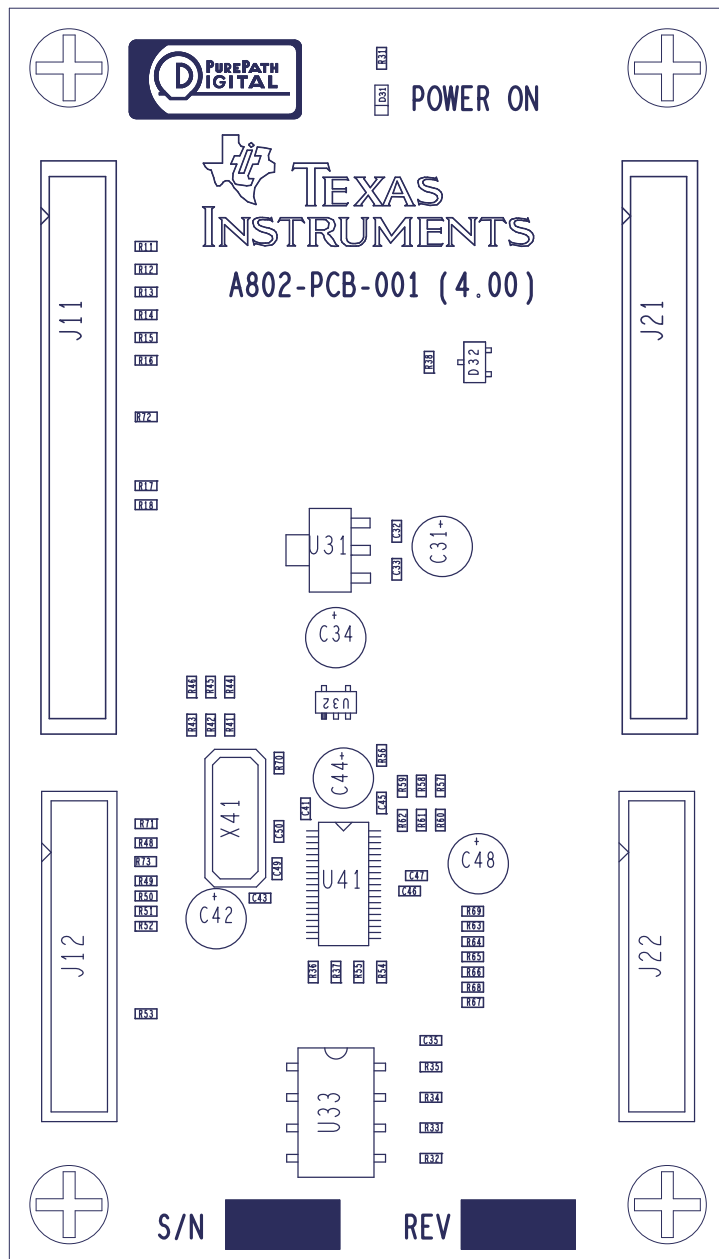 PUREPATH
DIGITAL
R31
D31
POWER ON
TEXAS
INSTRUMENTS
A802-PCB-001 (4.00)
J11
J21
R11
R12
R13
R14
R15
R16
R38
D32
R72
R17
R18
U31
C32
C33
C31
C34
R46
R45
R44
U32
R43
R42
R41
X41
R70
C44
R56
C41
C45
R59
R58
R57
R62
R61
R60
R71
R48
R73
R49
R50
R51
R52
C50
C49
C43
C42
U41
C47
C46
C48
R69
R63
R64
R65
R66
R68
R67
J12
J22
R36
R37
R55
R54
R53
C35
R35
R34
R33
R32
U33
S/N
REV